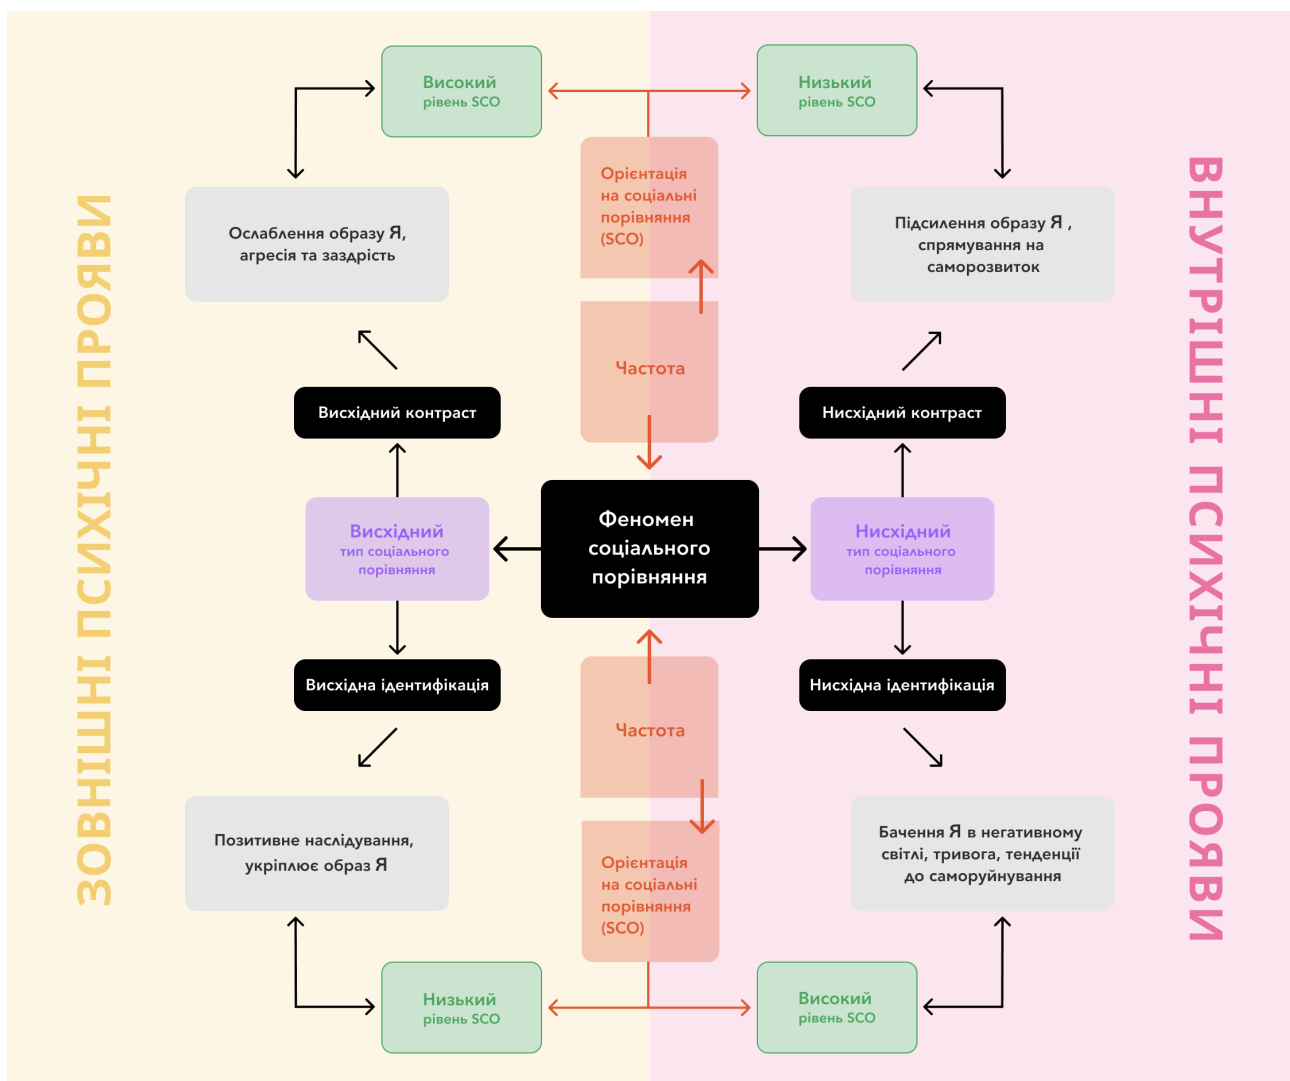 ЗОВНІШНІ ПСИХІЧНІ ПРОЯВИ
Високий
рівень SCO
Низький
рівень SCO
Орієнтація
на соціальні
порівняння
(SCO)
Ослаблення образу Я,
агресія та заздрість
Підсилення образу Я ,
спрямування на
саморозвиток
Частота
Висхідний контраст
Нисхідний контраст
Висхідний
тип соціального
порівняння
Феномен
соціального
порівняння
Нисхідний
тип соціального
порівняння
Висхідна ідентифікація
Нисхідна ідентифікація
Частота
Позитивне наслідування,
укріплює образ Я
Орієнтація
на соціальні
порівняння
(SCO)
Бачення Я в негативному
світлі, тривога, тенденції
до саморуйнування
Низький
рівень SCO
Високий
рівень SCO
ВНУТРІШНІ ПСИХІЧНІ ПРОЯВИ